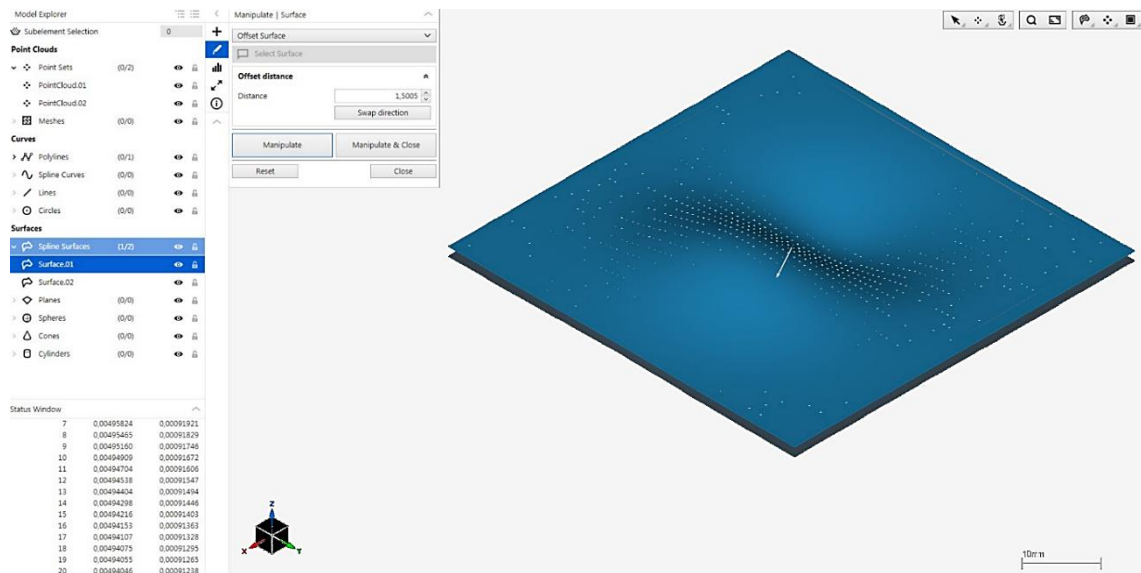 Model Explorer
Subelement Selection 0
Point Clouds
Point Sets (0/2)
PointCloud.01
PointCloud.02
Meshes (0/0)
Curves
Polylines (0/1)
Spline Curves (0/0)
Lines (0/0)
Circles (0/0)
Surfaces
Spline Surfaces (1/2)
Surface.01
Surface.02
Planes (0/0)
Spheres (0/0)
Cones (0/0)
Cylinders (0/0)
Status Window
7 0,00495824 0,00091921
8 0,00495465 0,00091829
9 0,00495160 0,00091746
10 0,00494909 0,00091672
11 0,00494704 0,00091606
12 0,00494538 0,00091547
13 0,00494404 0,00091494
14 0,00494298 0,00091446
15 0,00494216 0,00091403
16 0,00494153 0,00091363
17 0,00494107 0,00091328
18 0,00494075 0,00091295
19 0,00494055 0,00091265
20 0,00494046 0,00091238
Manipulate | Surface
Offset Surface
Select Surface
Offset distance
Distance 1,5005
Swap direction
Manipulate Manipulate & Close
Reset Close
Z
X Y
10mm